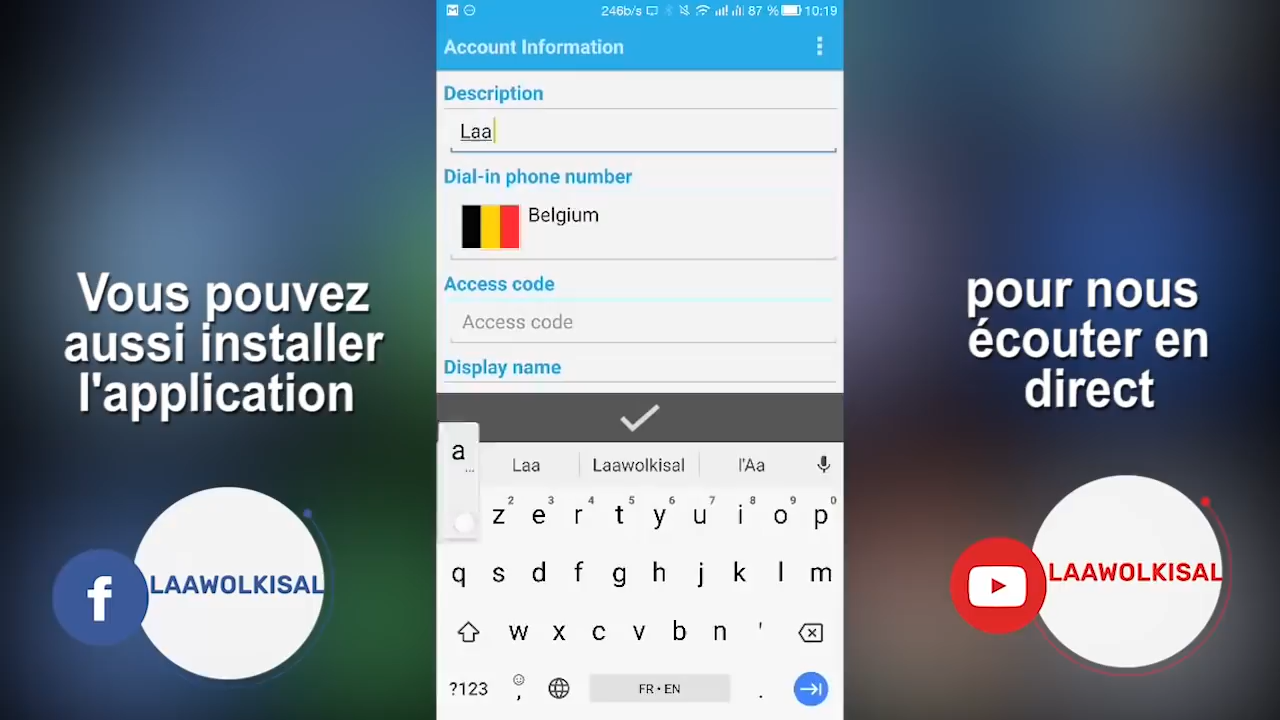 246b/s 87 % 10:19
Account Information
Description
Laa
Dial-in phone number
Belgium
Access code
Access code
Display name
Vous pouvez
aussi installer
l'application
pour nous
écouter en
direct
a
...
Laa Laawolkisal l'Aa
2 3 4 5 6 7 8 9 0
z e r t y u i o p
q s d f g h j k l m
w x c v b n '
?123 , FR • EN .
f LAAWOLKISAL
LAAWOLKISAL